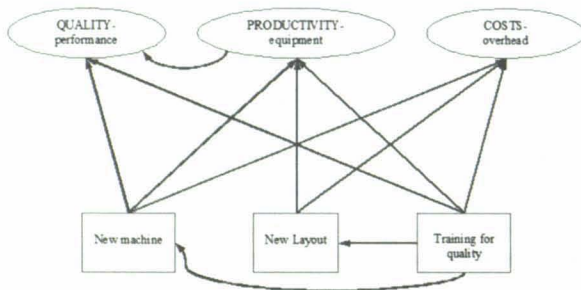 QUALITY-
performance
PRODUCTIVITY-
equipment
COSTS-
overhead
New machine
New Layout
Training for
quality